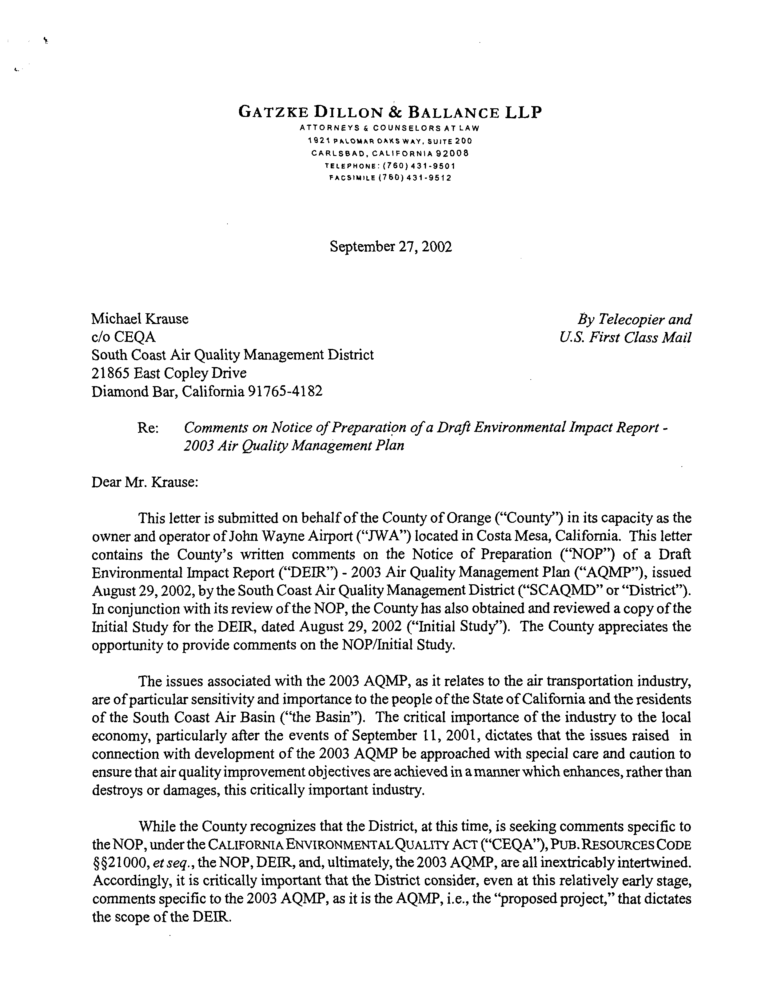 GATZKE DILLON & BALLANCE LLP
ATTORNEYS & COUNSELORS AT LAW
1921 PALOMAR OAKS WAY, SUITE 200
CARLSBAD, CALIFORNIA 92008
TELEPHONE: (760) 431-9501
FACSIMILE (760) 431-9512
September 27, 2002
Michael Krause
By Telecopier and
c/o CEQA
U.S. First Class Mail
South Coast Air Quality Management District
21865 East Copley Drive
Diamond Bar, California 91765-4182
Re: Comments on Notice of Preparation of a Draft Environmental Impact Report -
2003 Air Quality Management Plan
Dear Mr. Krause:
This letter is submitted on behalf of the County of Orange (“County”) in its capacity as the
owner and operator of John Wayne Airport (“JWA”) located in Costa Mesa, California. This letter
contains the County’s written comments on the Notice of Preparation (“NOP”) of a Draft
Environmental Impact Report (“DEIR”) - 2003 Air Quality Management Plan (“AQMP”), issued
August 29, 2002, by the South Coast Air Quality Management District (“SCAQMD” or “District”).
In conjunction with its review of the NOP, the County has also obtained and reviewed a copy of the
Initial Study for the DEIR, dated August 29, 2002 (“Initial Study”). The County appreciates the
opportunity to provide comments on the NOP/Initial Study.
The issues associated with the 2003 AQMP, as it relates to the air transportation industry,
are of particular sensitivity and importance to the people of the State of California and the residents
of the South Coast Air Basin (“the Basin”). The critical importance of the industry to the local
economy, particularly after the events of September 11, 2001, dictates that the issues raised in
connection with development of the 2003 AQMP be approached with special care and caution to
ensure that air quality improvement objectives are achieved in a manner which enhances, rather than
destroys or damages, this critically important industry.
While the County recognizes that the District, at this time, is seeking comments specific to
the NOP, under the CALIFORNIA ENVIRONMENTAL QUALITY ACT (“CEQA”), PUB. RESOURCES CODE
§§21000, et seq., the NOP, DEIR, and, ultimately, the 2003 AQMP, are all inextricably intertwined.
Accordingly, it is critically important that the District consider, even at this relatively early stage,
comments specific to the 2003 AQMP, as it is the AQMP, i.e., the “proposed project,” that dictates
the scope of the DEIR.